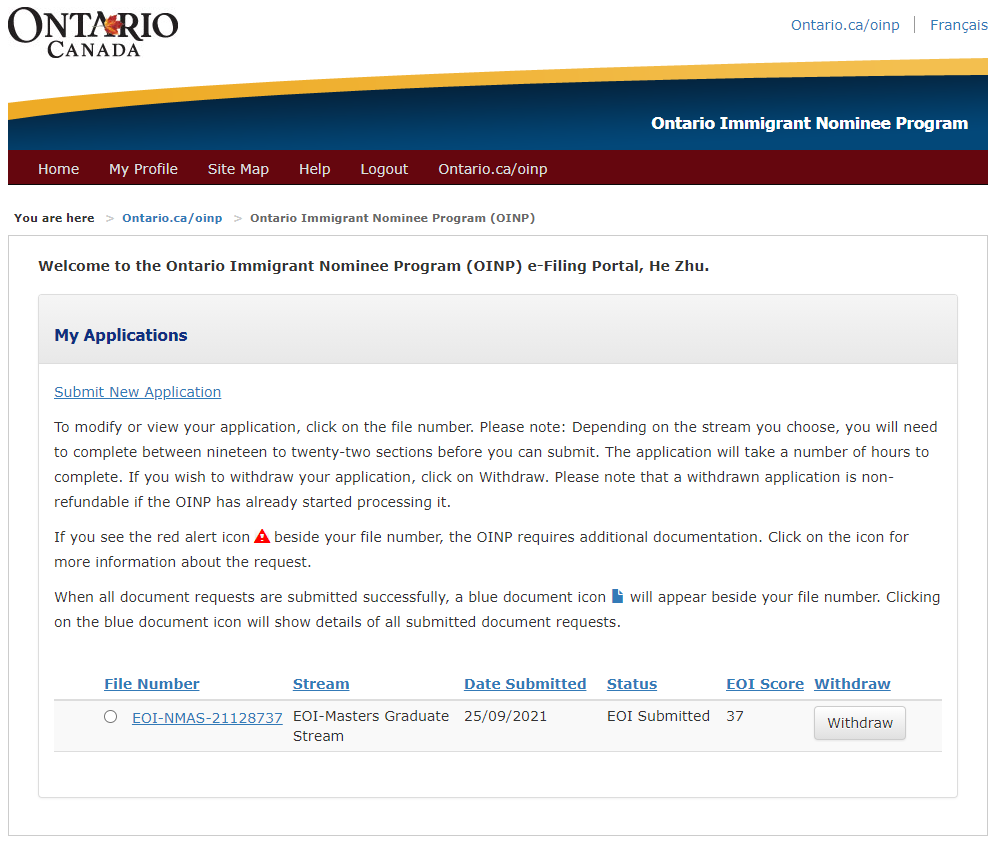 ONTARIO
CANADA
Ontario.ca/oinp | Français
Ontario Immigrant Nominee Program
Home My Profile Site Map Help Logout Ontario.ca/oinp
You are here > Ontario.ca/oinp > Ontario Immigrant Nominee Program (OINP)
Welcome to the Ontario Immigrant Nominee Program (OINP) e-Filing Portal, He Zhu.
My Applications
Submit New Application
To modify or view your application, click on the file number. Please note: Depending on the stream you choose, you will need
to complete between nineteen to twenty-two sections before you can submit. The application will take a number of hours to
complete. If you wish to withdraw your application, click on Withdraw. Please note that a withdrawn application is non-
refundable if the OINP has already started processing it.
If you see the red alert icon beside your file number, the OINP requires additional documentation. Click on the icon for
more information about the request.
When all document requests are submitted successfully, a blue document icon will appear beside your file number. Clicking
on the blue document icon will show details of all submitted document requests.
File Number Stream Date Submitted Status EOI Score Withdraw
EOI-NMAS-21128737 EOI-Masters Graduate 25/09/2021 EOI Submitted 37 Withdraw
Stream